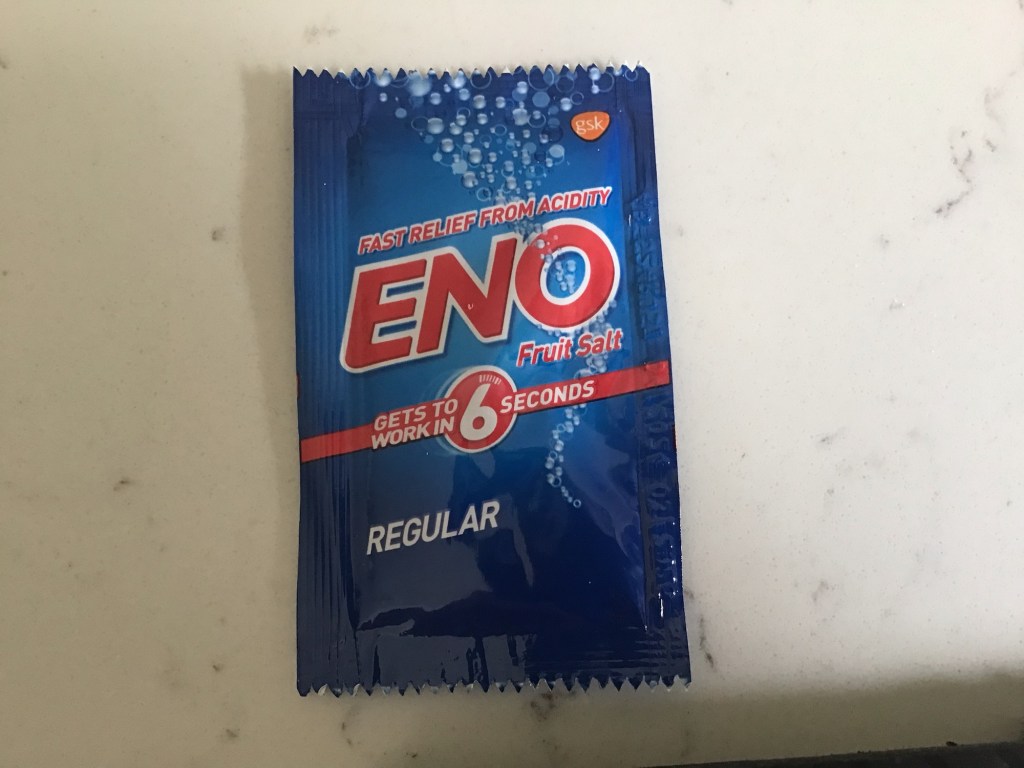 gsk
FAST RELIEF FROM ACIDITY
ENO
Fruit Salt
GETS TO
WORK IN
6
SECONDS
REGULAR